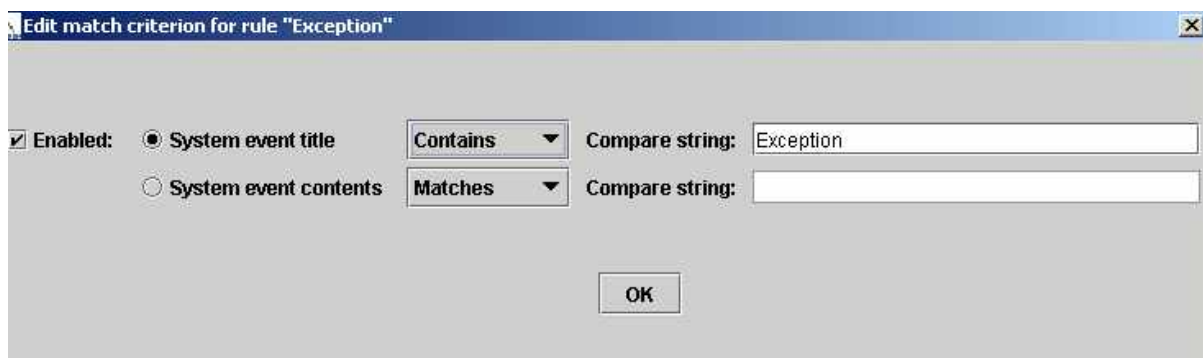 Edit match criterion for rule "Exception"
Enabled: System event title Contains Compare string: Exception
System event contents Matches Compare string:
OK